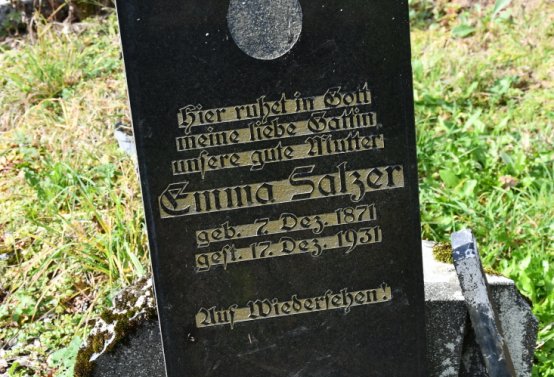 Hier ruhet in Gott
meine liebe Gattin
unsere gute Mutter
Emma Salzer
geb. 7. Dez. 1871
gest. 17. Dez. 1931
Auf Wiedersehen!